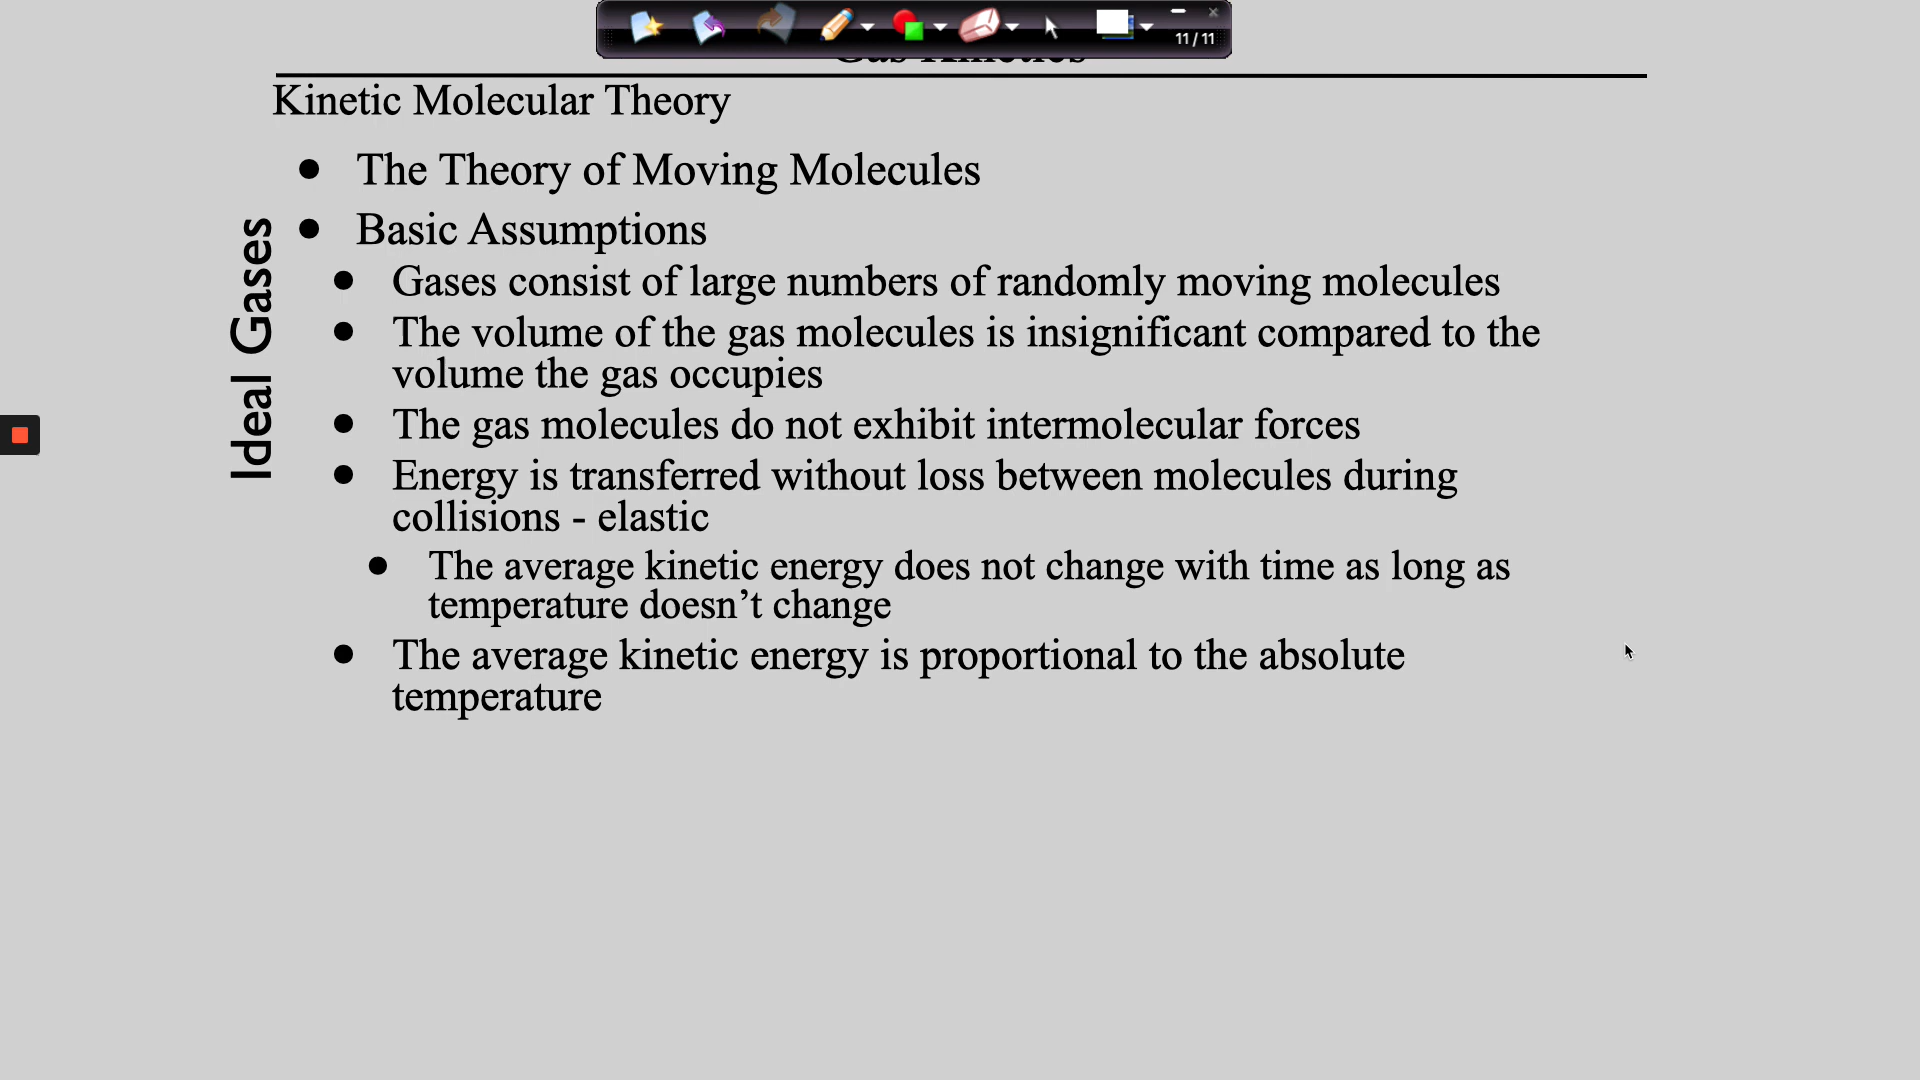 11 / 11
Kinetic Molecular Theory
The Theory of Moving Molecules
Basic Assumptions
Gases consist of large numbers of randomly moving molecules
The volume of the gas molecules is insignificant compared to the
volume the gas occupies
The gas molecules do not exhibit intermolecular forces
Energy is transferred without loss between molecules during
collisions - elastic
The average kinetic energy does not change with time as long as
temperature doesn’t change
The average kinetic energy is proportional to the absolute
temperature
Ideal Gases